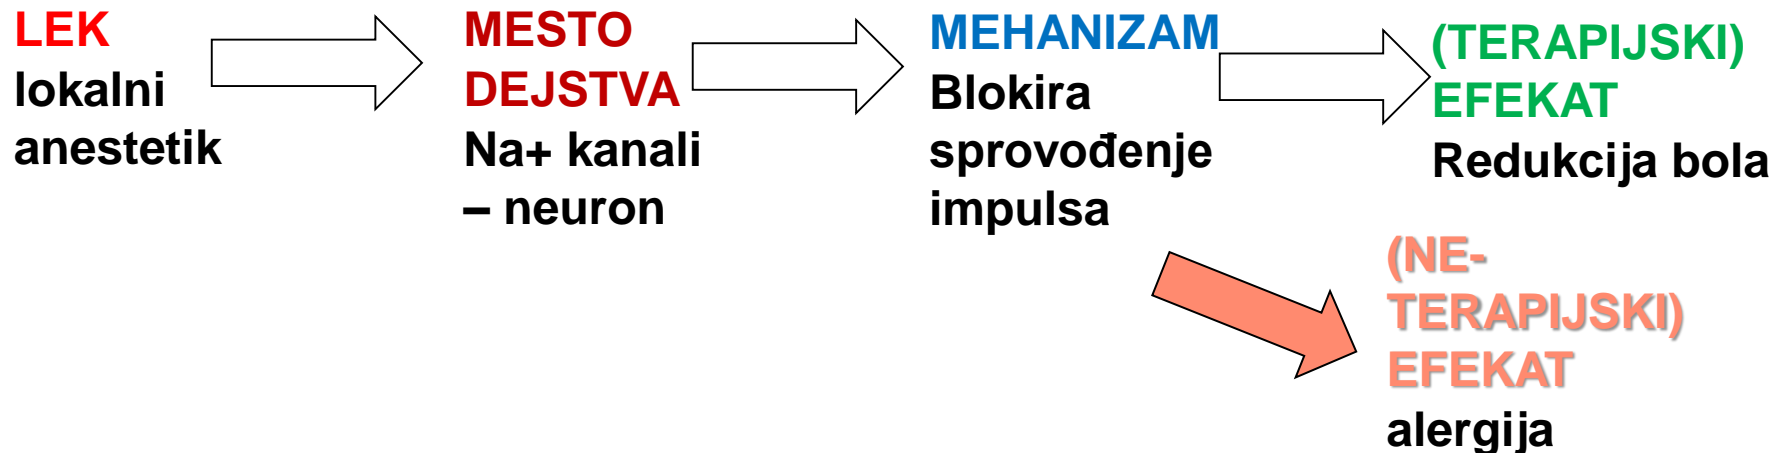 LEK
lokalni
anestetik
MESTO
DEJSTVA
Na+ kanali
– neuron
MEHANIZAM
Blokira
sprovođenje
impulsa
(TERAPIJSKI)
EFEKAT
Redukcija bola
(NE-
TERAPIJSKI)
EFEKAT
alergija